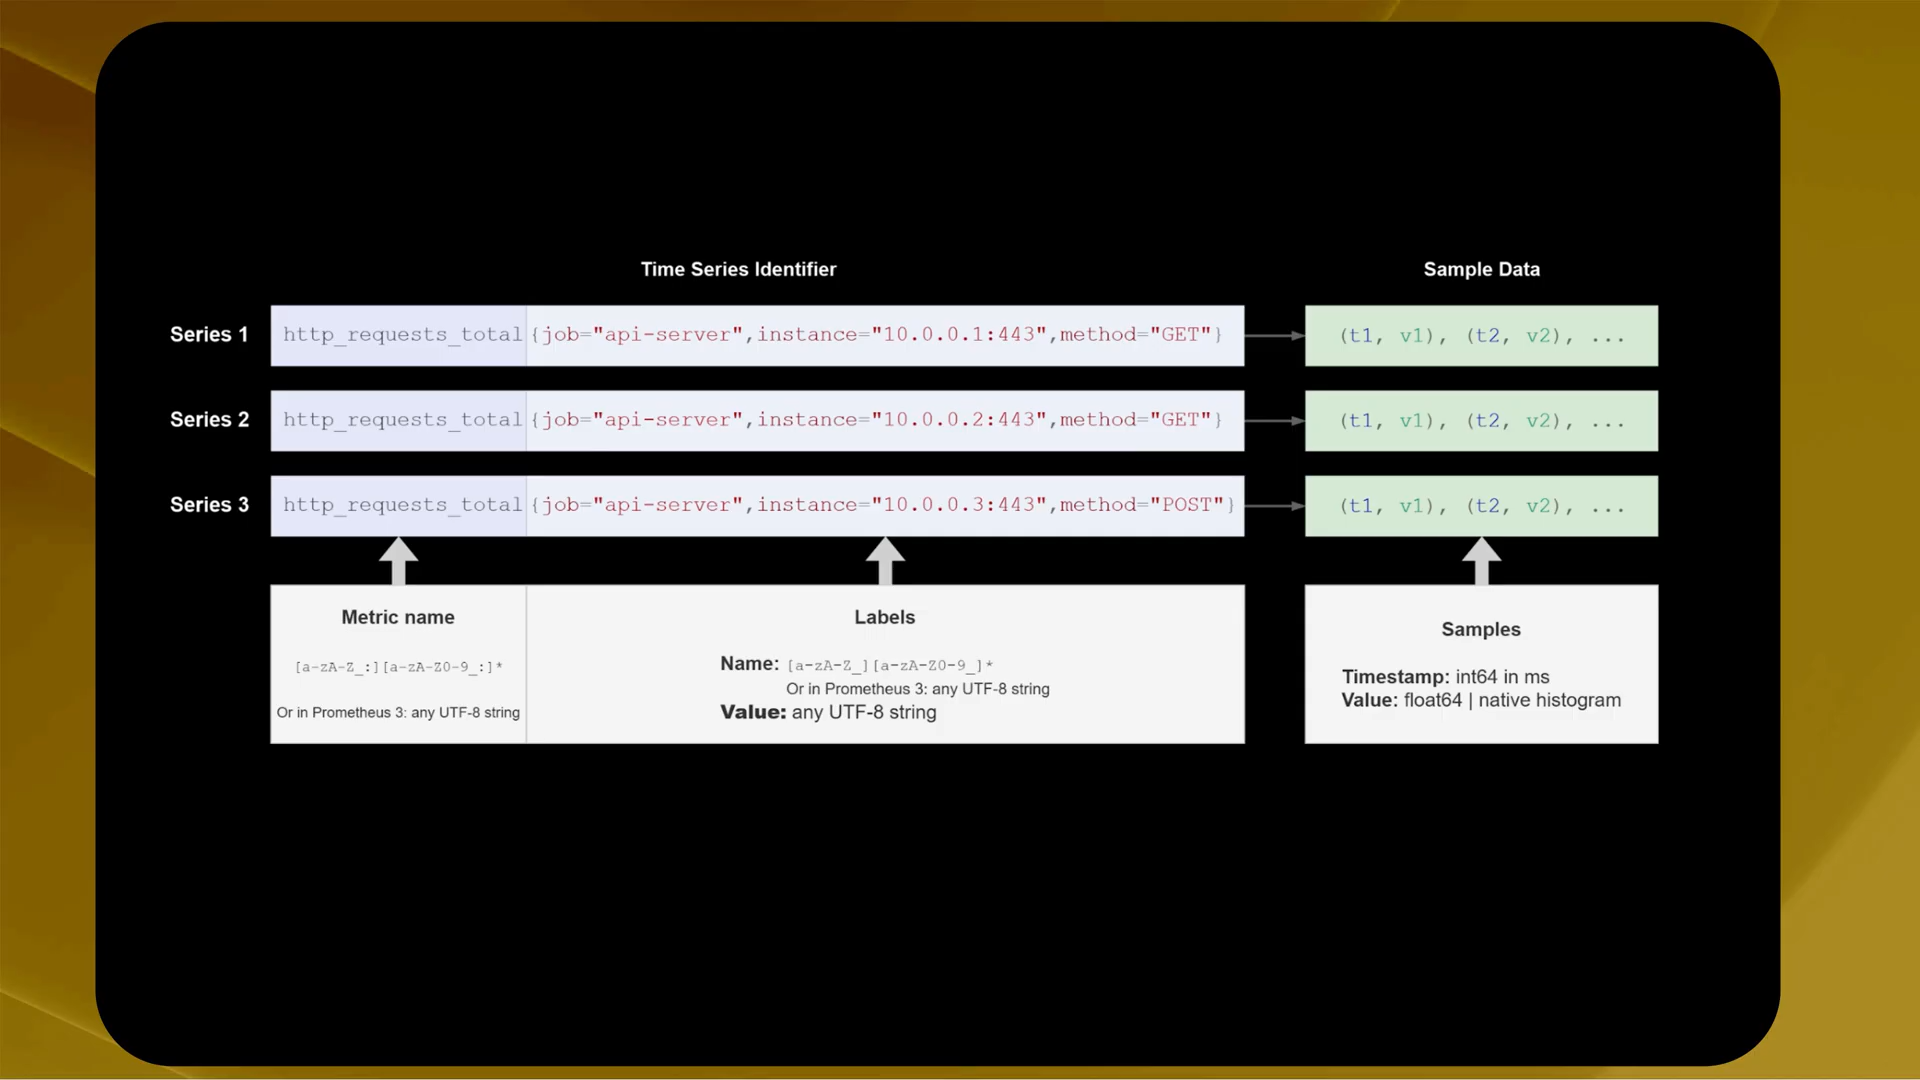 Time Series Identifier
Sample Data
Series 1
http_requests_total{job="api-server",instance="10.0.0.1:443",method="GET"}
(t1, v1), (t2, v2), ...
Series 2
http_requests_total{job="api-server",instance="10.0.0.2:443",method="GET"}
(t1, v1), (t2, v2), ...
Series 3
http_requests_total{job="api-server",instance="10.0.0.3:443",method="POST"}
(t1, v1), (t2, v2), ...
Metric name
[a-zA-Z_:][a-zA-Z0-9_:]*
Or in Prometheus 3: any UTF-8 string
Labels
Name: [a-zA-Z_][a-zA-Z0-9_]*
Or in Prometheus 3: any UTF-8 string
Value: any UTF-8 string
Samples
Timestamp: int64 in ms
Value: float64 | native histogram